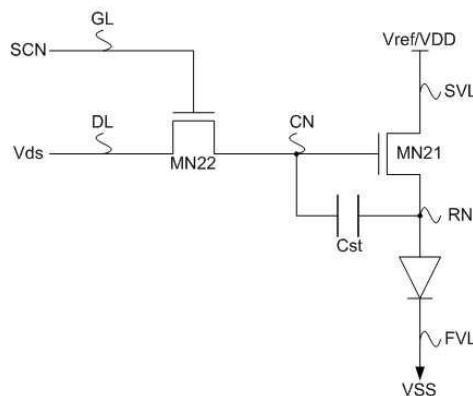 GL
SCN
Vref/VDD
SVL
DL
CN
Vds
MN22
MN21
RN
Cst
FVL
VSS